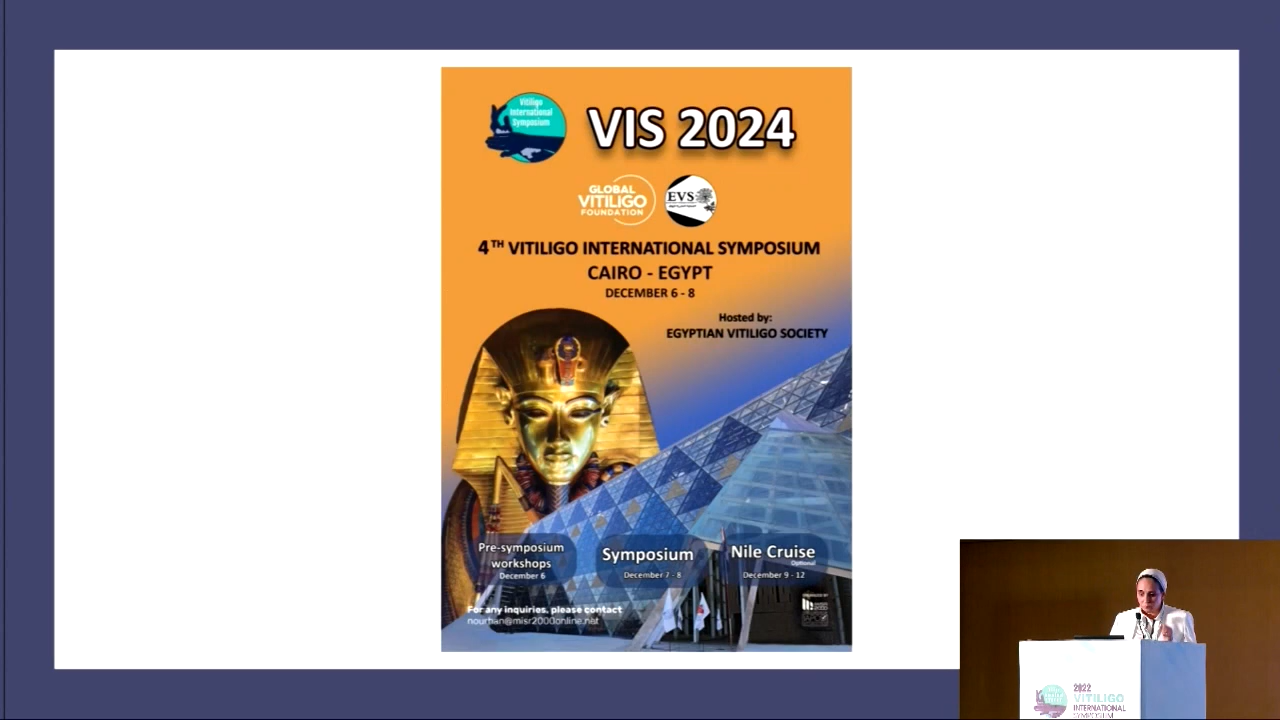 Vitiligo
International
Symposium
VIS 2024
GLOBAL
VITILIGO
FOUNDATION
EVS
4TH VITILIGO INTERNATIONAL SYMPOSIUM
CAIRO - EGYPT
DECEMBER 6 - 8
Hosted by:
EGYPTIAN VITILIGO SOCIETY
Pre-symposium
workshops
December 6
Symposium
December 7 - 8
Nile Cruise
Optional
December 9 - 12
For any inquiries, please contact
nourhan@misr2000online.net
2022
VITILIGO
INTERNATIONAL
SYMPOSIUM